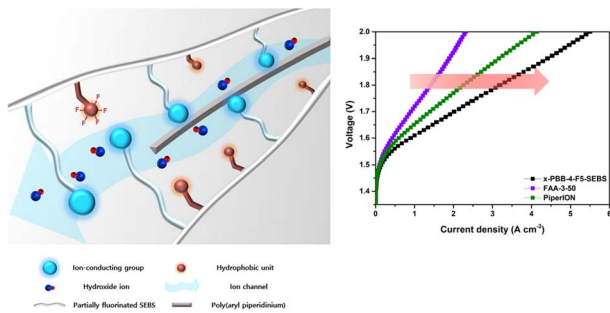 F
F F
F F
Ion-conducting group
Hydrophobic unit
Hydroxide ion
Ion channel
Partially fluorinated SEBS
Poly(aryl piperidinium)
Voltage (V)
2.0
1.9
1.8
1.7
1.6
1.5
1.4
x-PBB-4-F5-SEBS
FAA-3-50
PiperION
0 1 2 3 4 5 6
Current density (A cm⁻²)